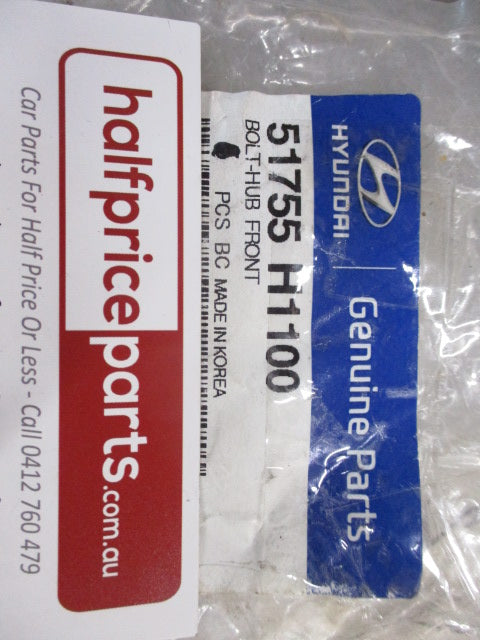 HYUNDAI Genuine Parts
51755 H1100
BOLT-HUB FRONT
PCS BC MADE IN KOREA
halfpriceparts.com.au
Car Parts For Half Price Or Less - Call 0412 760 479